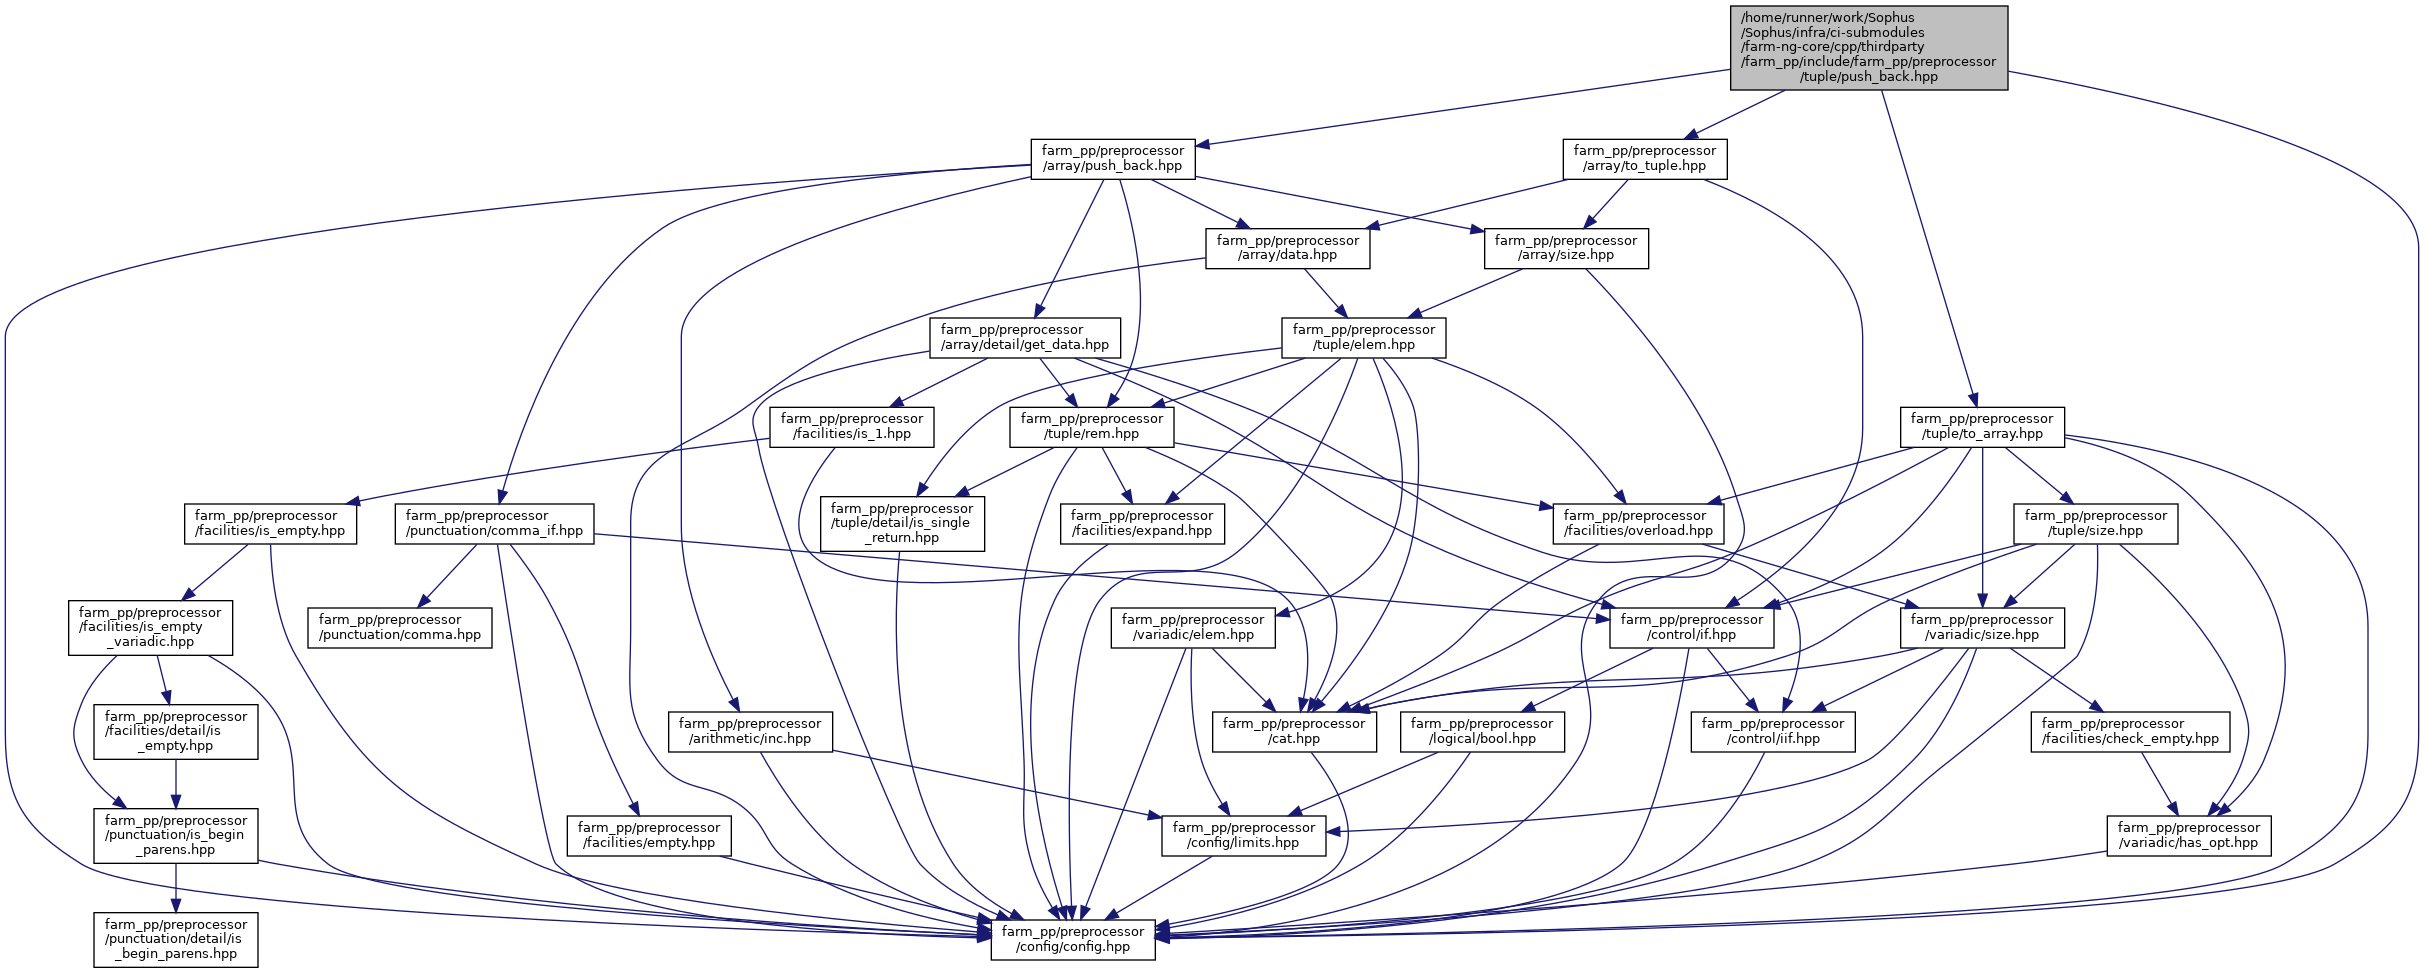 /home/runner/work/Sophus
/Sophus/infra/ci-submodules
/farm-ng-core/cpp/thirdparty
/farm_pp/include/farm_pp/preprocessor
/tuple/push_back.hpp
farm_pp/preprocessor
/array/push_back.hpp
farm_pp/preprocessor
/array/to_tuple.hpp
farm_pp/preprocessor
/array/data.hpp
farm_pp/preprocessor
/array/size.hpp
farm_pp/preprocessor
/array/detail/get_data.hpp
farm_pp/preprocessor
/tuple/elem.hpp
farm_pp/preprocessor
/facilities/is_1.hpp
farm_pp/preprocessor
/tuple/rem.hpp
farm_pp/preprocessor
/tuple/to_array.hpp
farm_pp/preprocessor
/facilities/is_empty.hpp
farm_pp/preprocessor
/punctuation/comma_if.hpp
farm_pp/preprocessor
/tuple/detail/is_single
_return.hpp
farm_pp/preprocessor
/facilities/expand.hpp
farm_pp/preprocessor
/facilities/overload.hpp
farm_pp/preprocessor
/tuple/size.hpp
farm_pp/preprocessor
/facilities/is_empty
_variadic.hpp
farm_pp/preprocessor
/punctuation/comma.hpp
farm_pp/preprocessor
/variadic/elem.hpp
farm_pp/preprocessor
/control/if.hpp
farm_pp/preprocessor
/variadic/size.hpp
farm_pp/preprocessor
/facilities/detail/is
_empty.hpp
farm_pp/preprocessor
/arithmetic/inc.hpp
farm_pp/preprocessor
/cat.hpp
farm_pp/preprocessor
/logical/bool.hpp
farm_pp/preprocessor
/control/iif.hpp
farm_pp/preprocessor
/facilities/check_empty.hpp
farm_pp/preprocessor
/punctuation/is_begin
_parens.hpp
farm_pp/preprocessor
/facilities/empty.hpp
farm_pp/preprocessor
/config/limits.hpp
farm_pp/preprocessor
/variadic/has_opt.hpp
farm_pp/preprocessor
/punctuation/detail/is
_begin_parens.hpp
farm_pp/preprocessor
/config/config.hpp